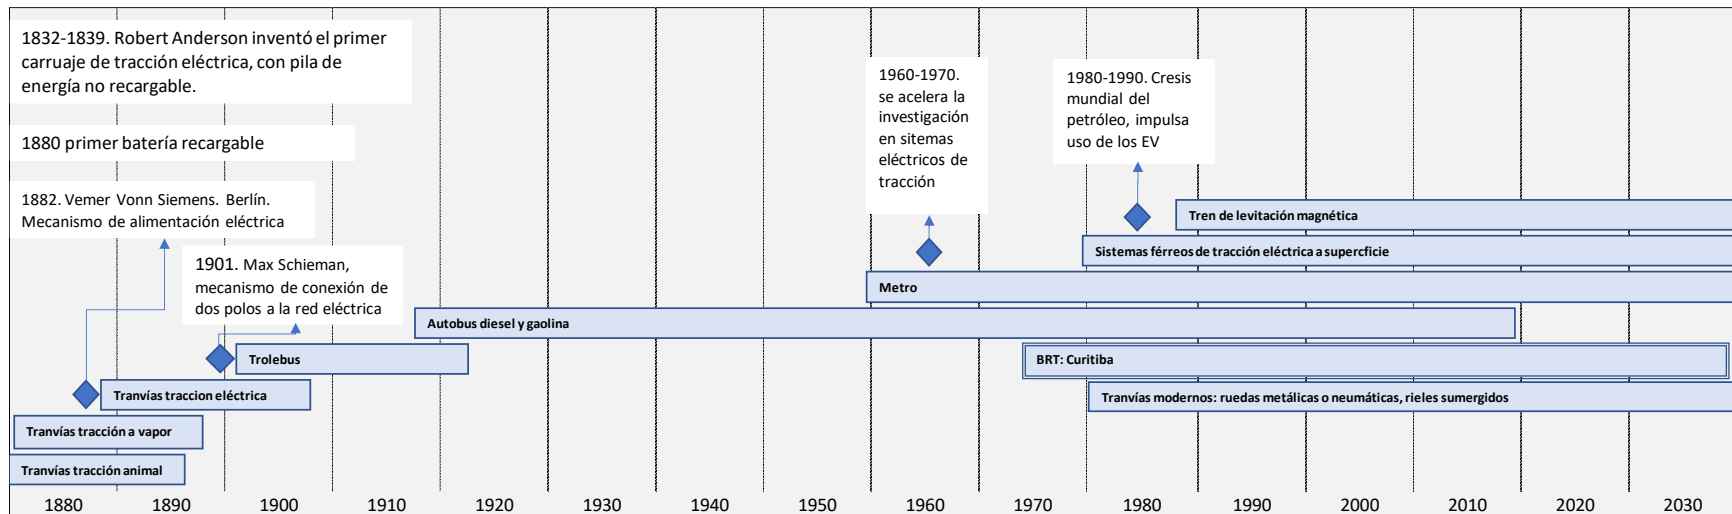 1832-1839. Robert Anderson inventó el primer
carruaje de tracción eléctrica, con pila de
energía no recargable.
1880 primer batería recargable
1882. Vemer Vonn Siemens. Berlín.
Mecanismo de alimentación eléctrica
1901. Max Schieman,
mecanismo de conexión de
dos polos a la red eléctrica
1960-1970.
se acelera la
investigación
en sitemas
eléctricos de
tracción
1980-1990. Cresis
mundial del
petróleo, impulsa
uso de los EV
Tren de levitación magnética
Sistemas férreos de tracción eléctrica a supercficie
Metro
Autobus diesel y gaolina
Trolebus
BRT: Curitiba
Tranvías traccion eléctrica
Tranvías modernos: ruedas metálicas o neumáticas, rieles sumergidos
Tranvías tracción a vapor
Tranvías tracción animal
1880 1890 1900 1910 1920 1930 1940 1950 1960 1970 1980 1990 2000 2010 2020 2030